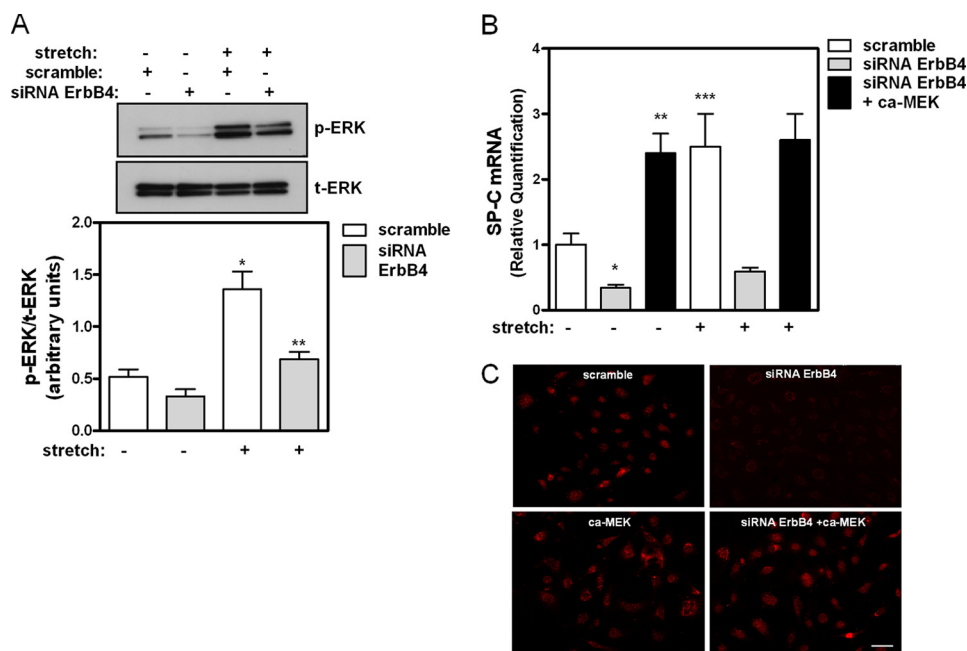 A
stretch: - - + +
scramble: + - + -
siRNA ErbB4: - + - +
p-ERK
t-ERK
scramble
siRNA
ErbB4
p-ERK/t-ERK
(arbitrary units)
2.0
1.5
1.0
0.5
0.0
*
**
stretch: - - + +
B
scramble
siRNA ErbB4
siRNA ErbB4
+ ca-MEK
SP-C mRNA
(Relative Quantification)
4
3
2
1
0
*
**
***
stretch: - - - + + +
C
scramble
siRNA ErbB4
ca-MEK
siRNA ErbB4 +ca-MEK